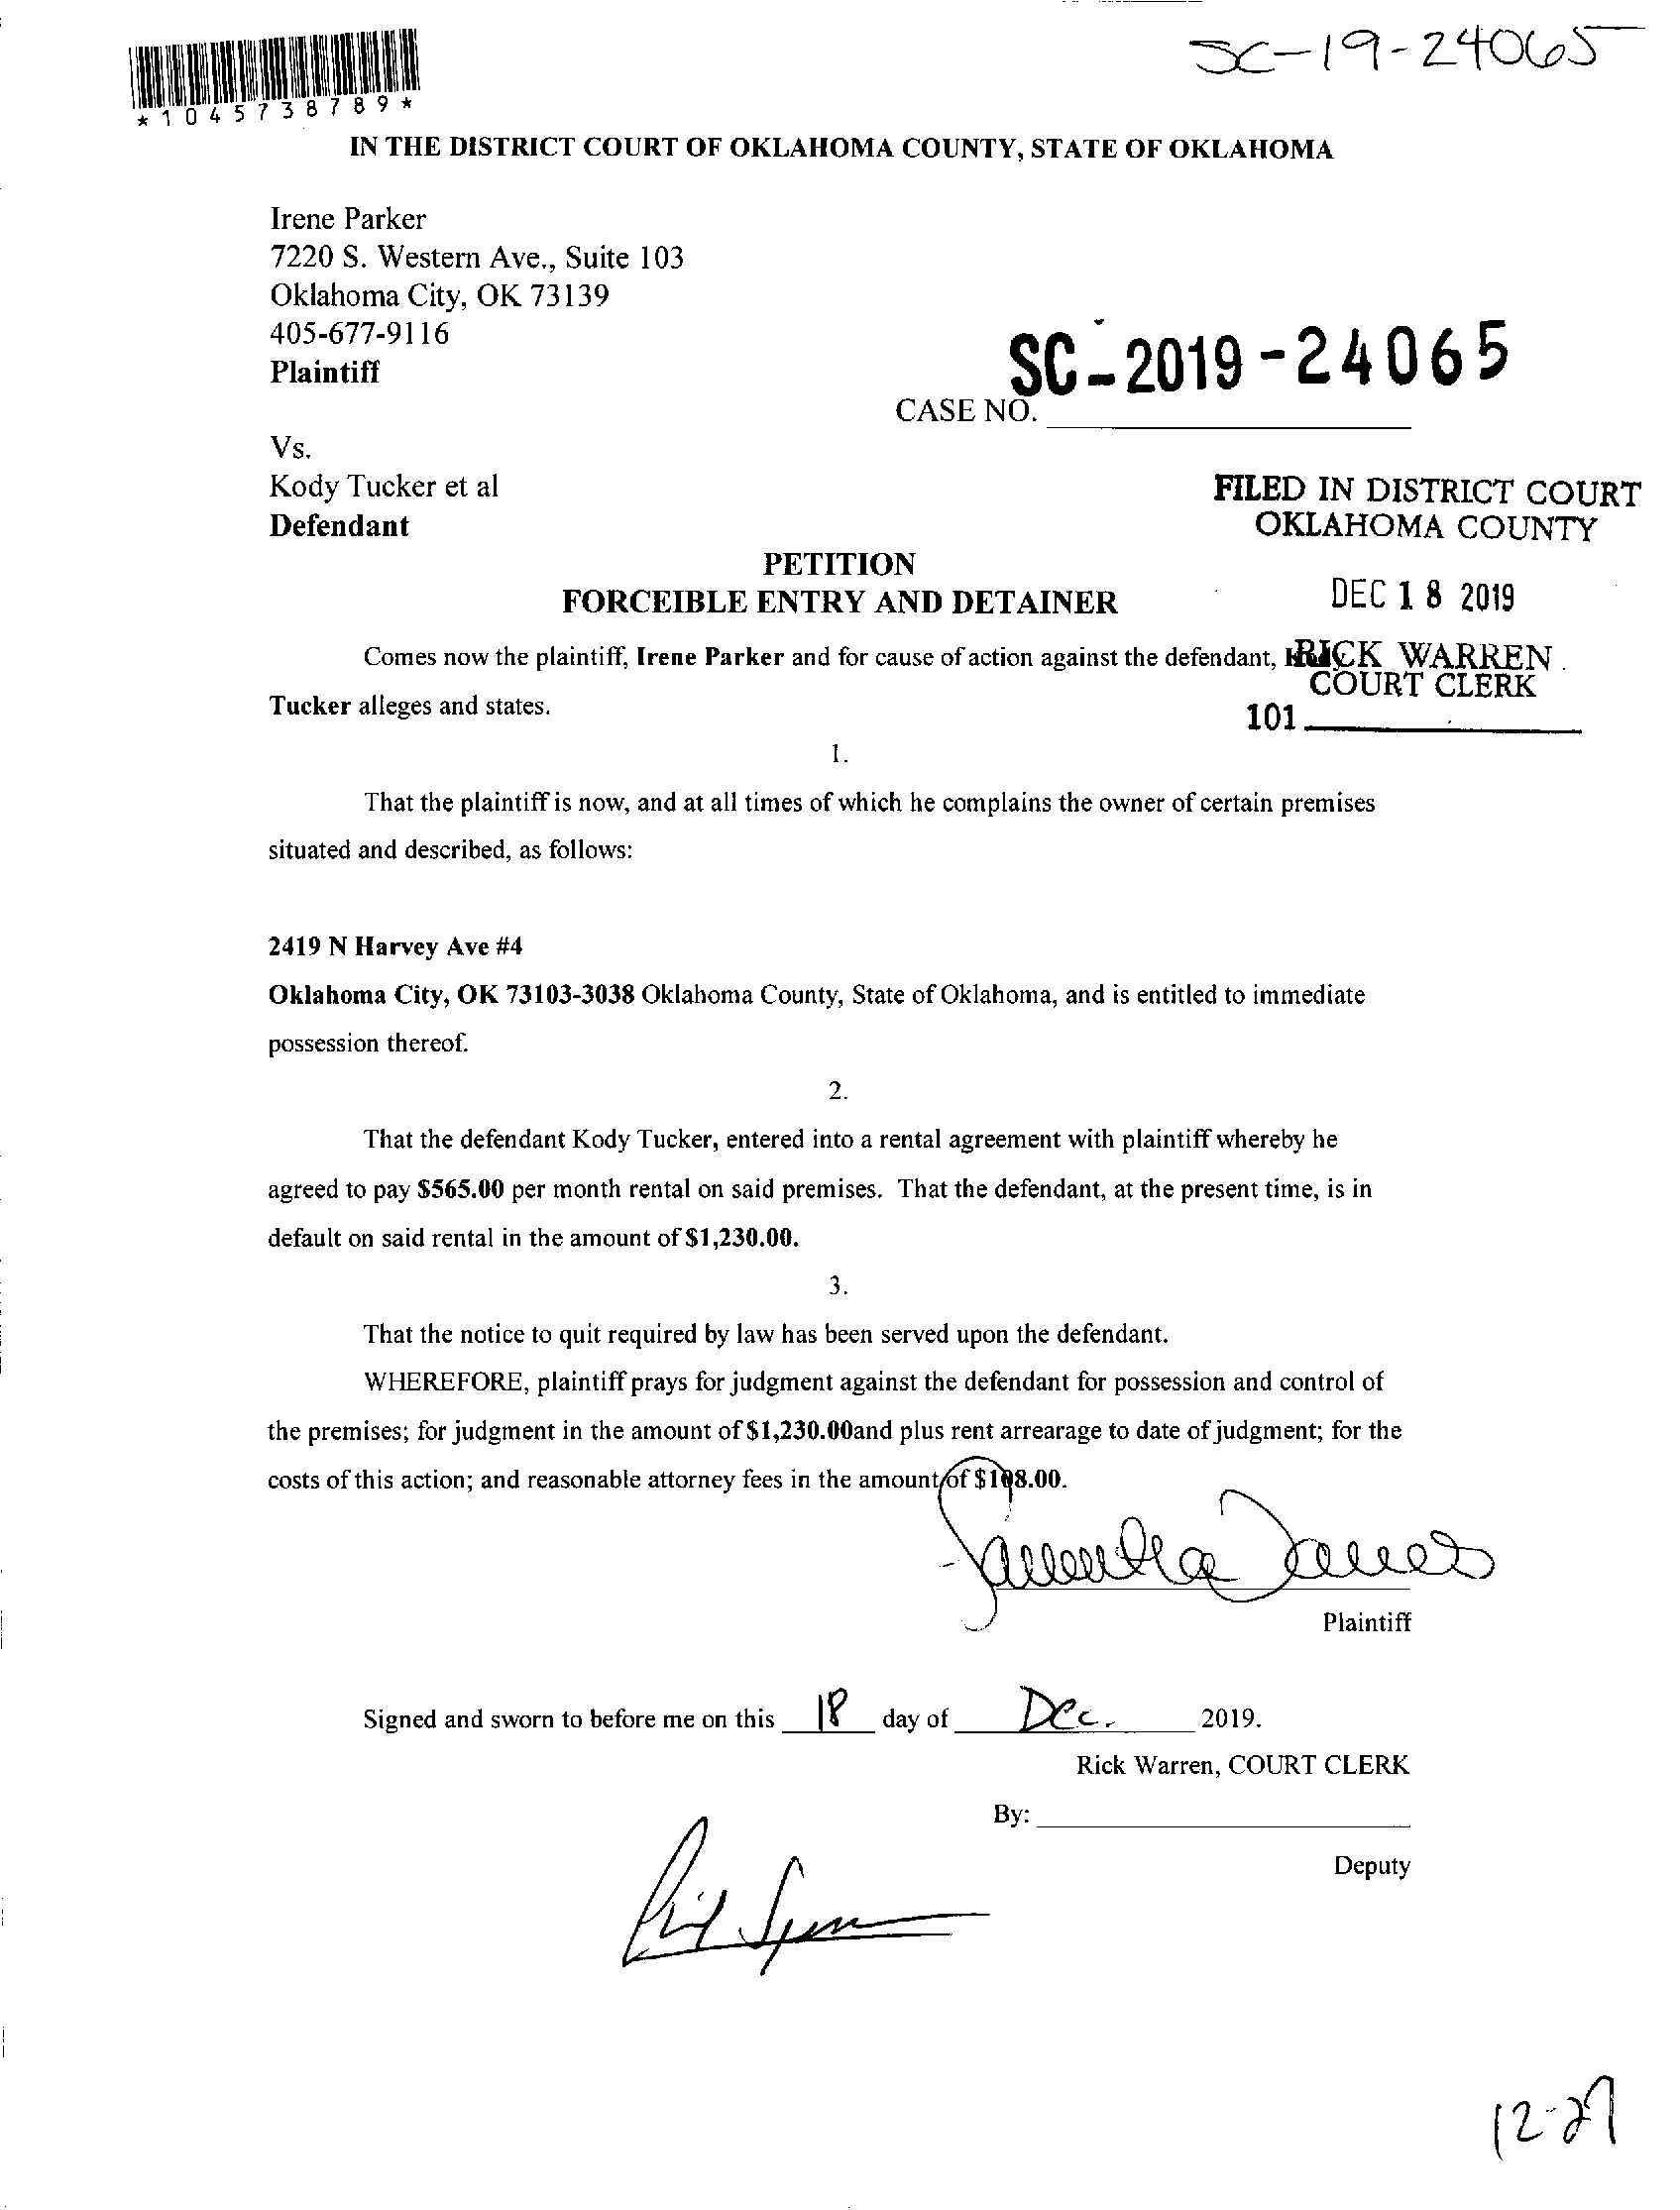 SC-19-24065
*1045738789*
IN THE DISTRICT COURT OF OKLAHOMA COUNTY, STATE OF OKLAHOMA
Irene Parker
7220 S. Western Ave., Suite 103
Oklahoma City, OK 73139
405-677-9116
Plaintiff
SC-2019-24065
CASE NO.
Vs.
Kody Tucker et al
Defendant
FILED IN DISTRICT COURT
OKLAHOMA COUNTY
PETITION
FORCEIBLE ENTRY AND DETAINER
DEC 18 2019
Comes now the plaintiff, Irene Parker and for cause of action against the defendant,
RICK WARREN
COURT CLERK
Tucker alleges and states.
101
1.
That the plaintiff is now, and at all times of which he complains the owner of certain premises
situated and described, as follows:
2419 N Harvey Ave #4
Oklahoma City, OK 73103-3038 Oklahoma County, State of Oklahoma, and is entitled to immediate
possession thereof.
2.
That the defendant Kody Tucker, entered into a rental agreement with plaintiff whereby he
agreed to pay $565.00 per month rental on said premises. That the defendant, at the present time, is in
default on said rental in the amount of $1,230.00.
3.
That the notice to quit required by law has been served upon the defendant.
WHEREFORE, plaintiff prays for judgment against the defendant for possession and control of
the premises; for judgment in the amount of $1,230.00and plus rent arrearage to date of judgment; for the
costs of this action; and reasonable attorney fees in the amount of $108.00.
Samantha James
Plaintiff
Signed and sworn to before me on this 18 day of Dec. 2019.
Rick Warren, COURT CLERK
By:
Deputy
12-27